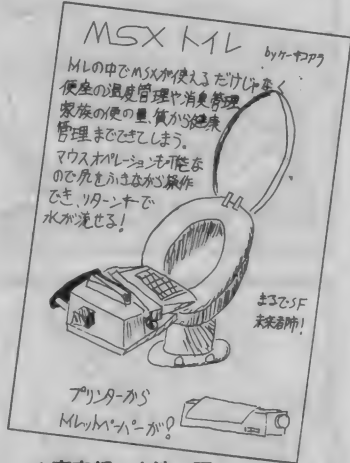 MSXトイレ
byケーキコアラ
トイレの中でMSXが使えるだけじゃなく
便座の温度管理や消臭管理
家族の便の量、質から健康
管理までできてしまう。
マウスオペレーションも可能な
ので尻をふきながら操作
でき、リターンキーで
水が流せる!
まるでSF
未来都市!
プリンターから
トイレットペーパーが?